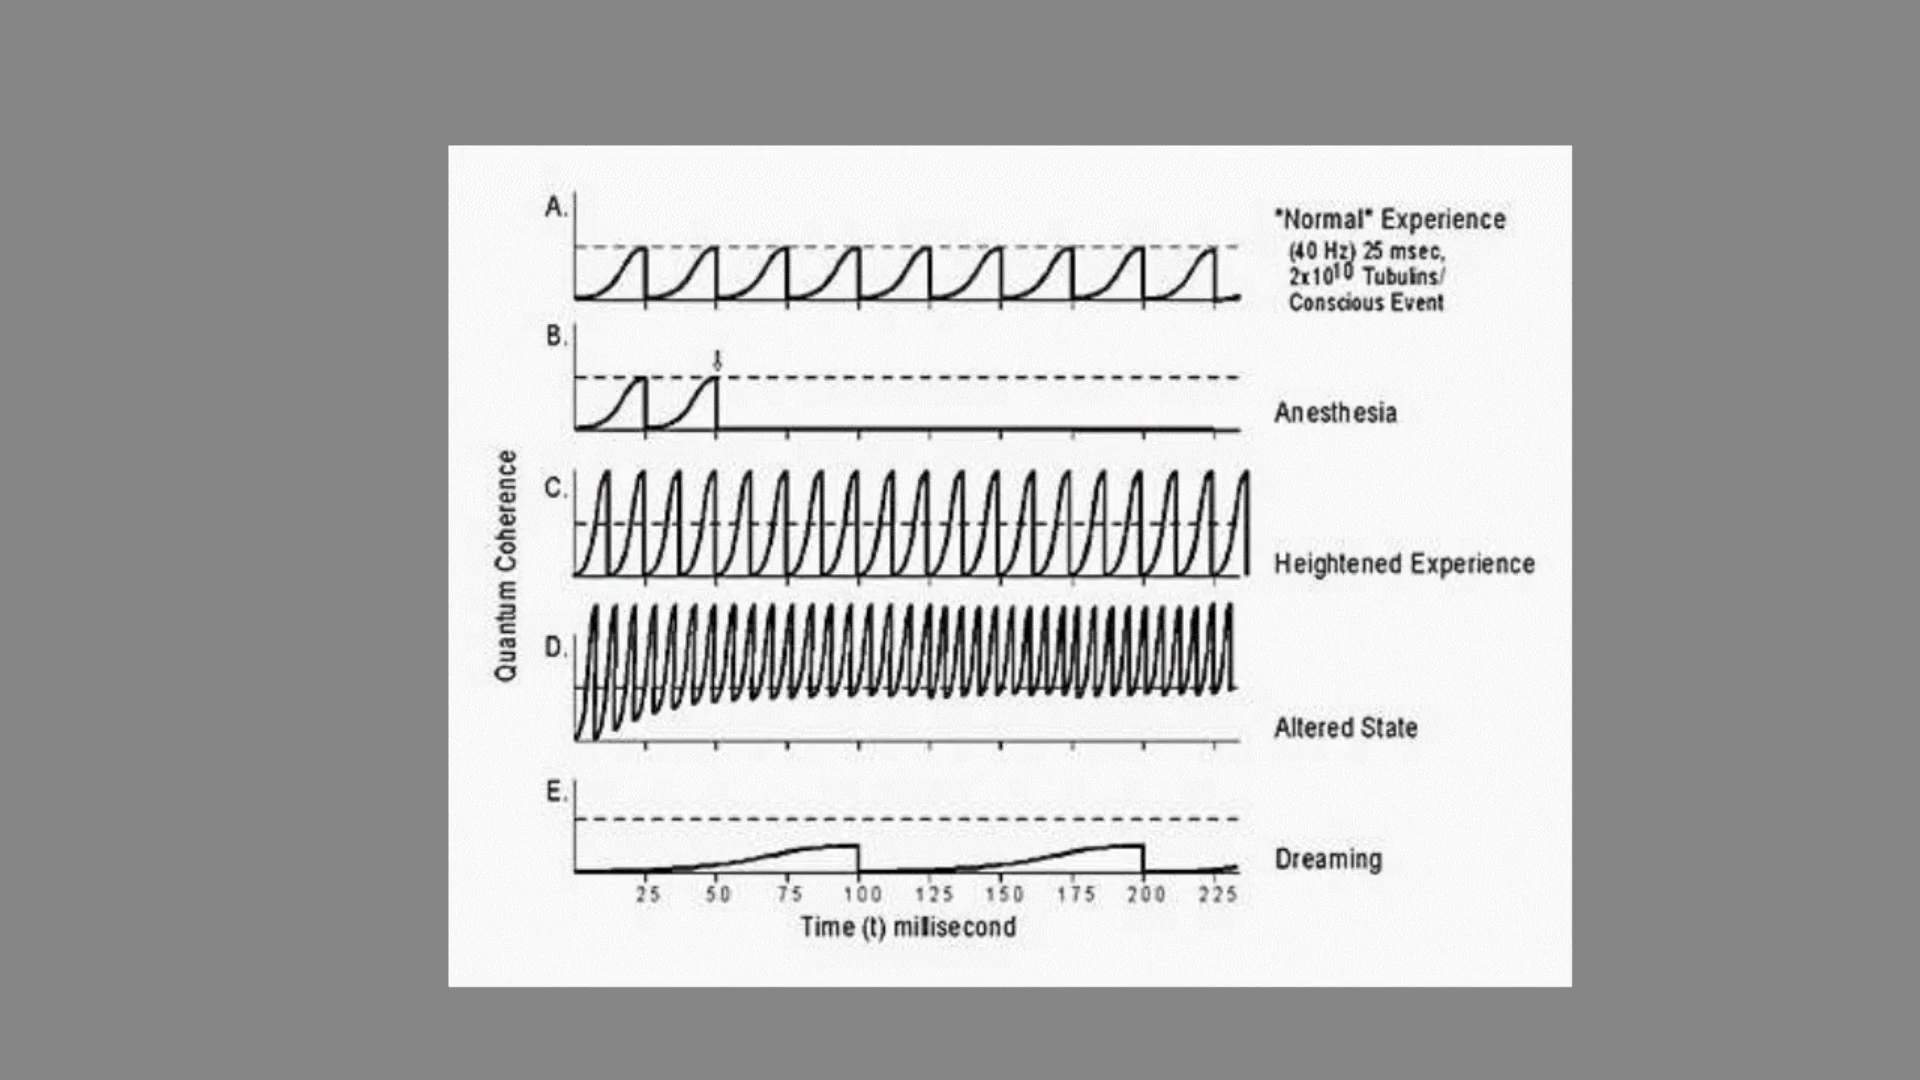 A.
"Normal" Experience
(40 Hz) 25 msec,
2x10¹⁰ Tubulins/
Conscious Event
B.
Anesthesia
Quantum Coherence
C.
Heightened Experience
D.
Altered State
E.
Dreaming
25 50 75 100 125 150 175 200 225
Time (t) millisecond